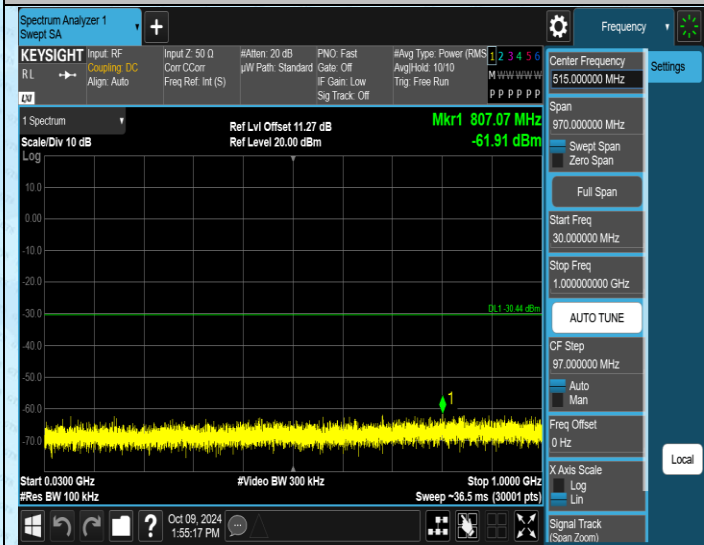 Spectrum Analyzer 1
Swept SA
+
Frequency
KEYSIGHT
RL
LXI
Input: RF
Coupling: DC
Align: Auto
Input Z: 50 Ω
Corr CCorr
Freq Ref: Int (S)
#Atten: 20 dB
µW Path: Standard
PNO: Fast
Gate: Off
IF Gain: Low
Sig Track: Off
#Avg Type: Power (RMS
Avg|Hold: 10/10
Trig: Free Run
1 2 3 4 5 6
M W W W W W
P P P P P P
Settings
1 Spectrum
Scale/Div 10 dB
Log
Ref Lvl Offset 11.27 dB
Ref Level 20.00 dBm
Mkr1 807.07 MHz
-61.91 dBm
10.0
0.00
-10.0
-20.0
-30.0
-40.0
-50.0
-60.0
-70.0
DL1 -30.44 dBm
1
Start 0.0300 GHz
#Res BW 100 kHz
#Video BW 300 kHz
Stop 1.0000 GHz
Sweep ~36.5 ms (30001 pts)
Center Frequency
515.000000 MHz
Span
970.000000 MHz
Swept Span
Zero Span
Full Span
Start Freq
30.000000 MHz
Stop Freq
1.000000000 GHz
AUTO TUNE
CF Step
97.000000 MHz
Auto
Man
Freq Offset
0 Hz
X Axis Scale
Log
Lin
Signal Track
(Span Zoom)
Local
?
Oct 09, 2024
1:55:17 PM